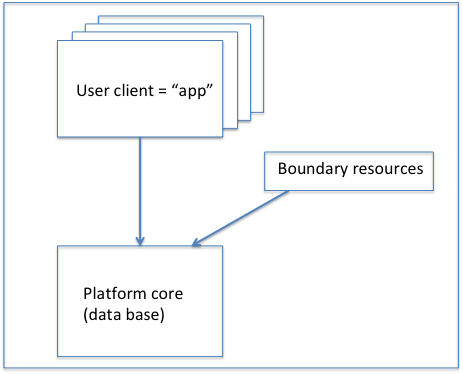 User client = “app”
Boundary resources
Platform core
(data base)